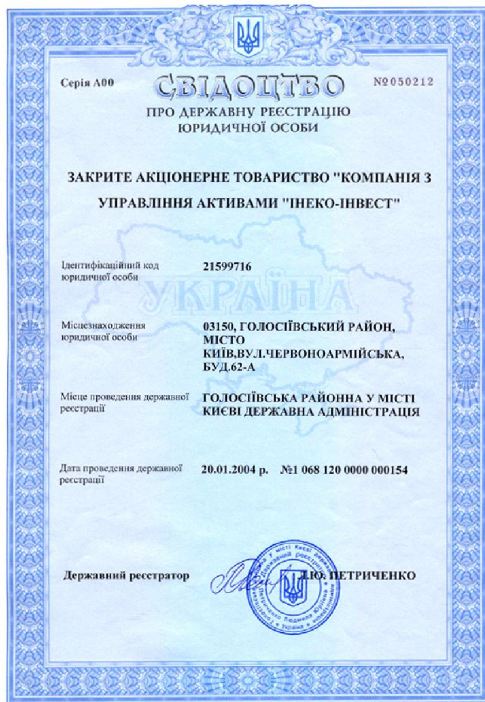 Серія А00
СВІДОЦТВО
№050212
ПРО ДЕРЖАВНУ РЕЄСТРАЦІЮ
ЮРИДИЧНОЇ ОСОБИ
ЗАКРИТЕ АКЦІОНЕРНЕ ТОВАРИСТВО "КОМПАНІЯ З
УПРАВЛІННЯ АКТИВАМИ "ІНЕКО-ІНВЕСТ"
Ідентифікаційний код
юридичної особи
21599716
УКРАЇНА
Місцезнаходження
юридичної особи
03150, ГОЛОСІЇВСЬКИЙ РАЙОН,
МІСТО
КИЇВ,ВУЛ.ЧЕРВОНОАРМІЙСЬКА,
БУД.62-А
Місце проведення державної
реєстрації
ГОЛОСІЇВСЬКА РАЙОННА У МІСТІ
КИЄВІ ДЕРЖАВНА АДМІНІСТРАЦІЯ
Дата проведення державної
реєстрації
20.01.2004 р. №1 068 120 0000 000154
Державний реєстратор
Л.Ю. ПЕТРИЧЕНКО